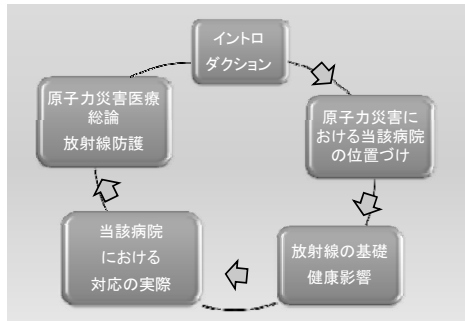 イントロ
ダクション
原子力災害に
おける当該病院
の位置づけ
放射線の基礎
健康影響
当該病院
における
対応の実際
原子力災害医療
総論
放射線防護